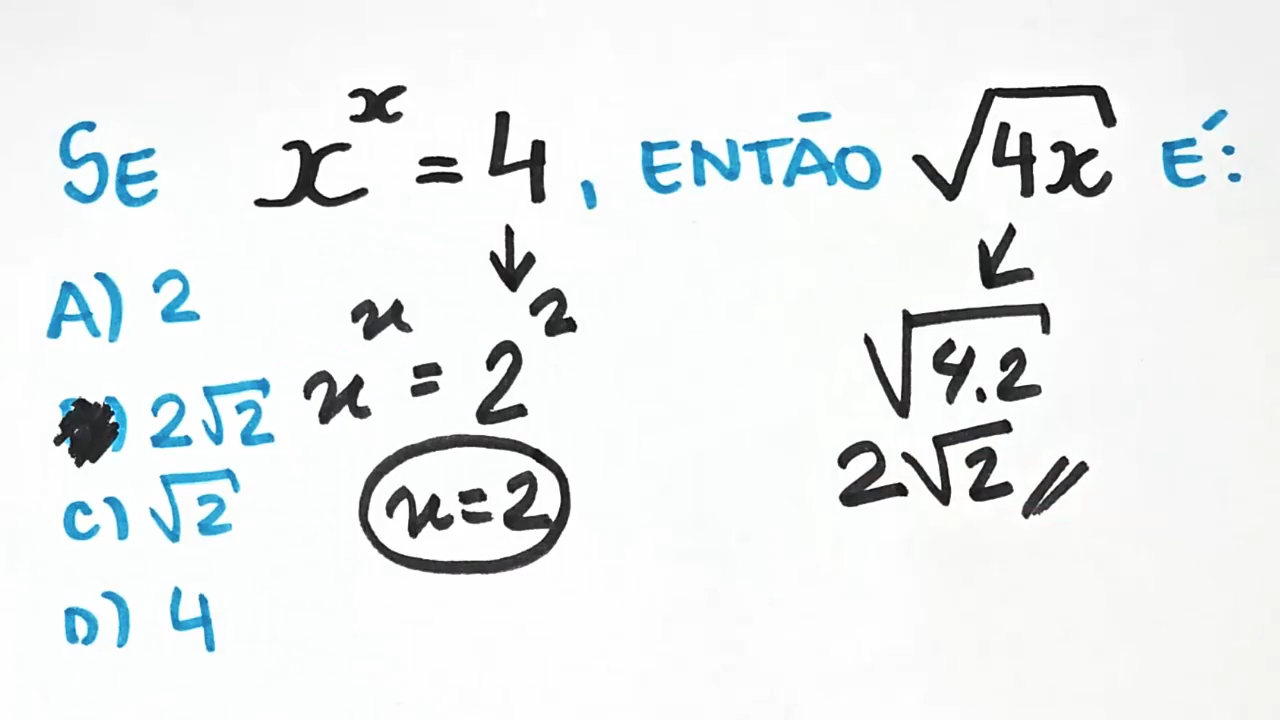 SE x^x = 4, ENTÃO √4x É:
A) 2
) 2√2
C) √2
D) 4
x^x = 2^2
x = 2
√4.2
2√2 //